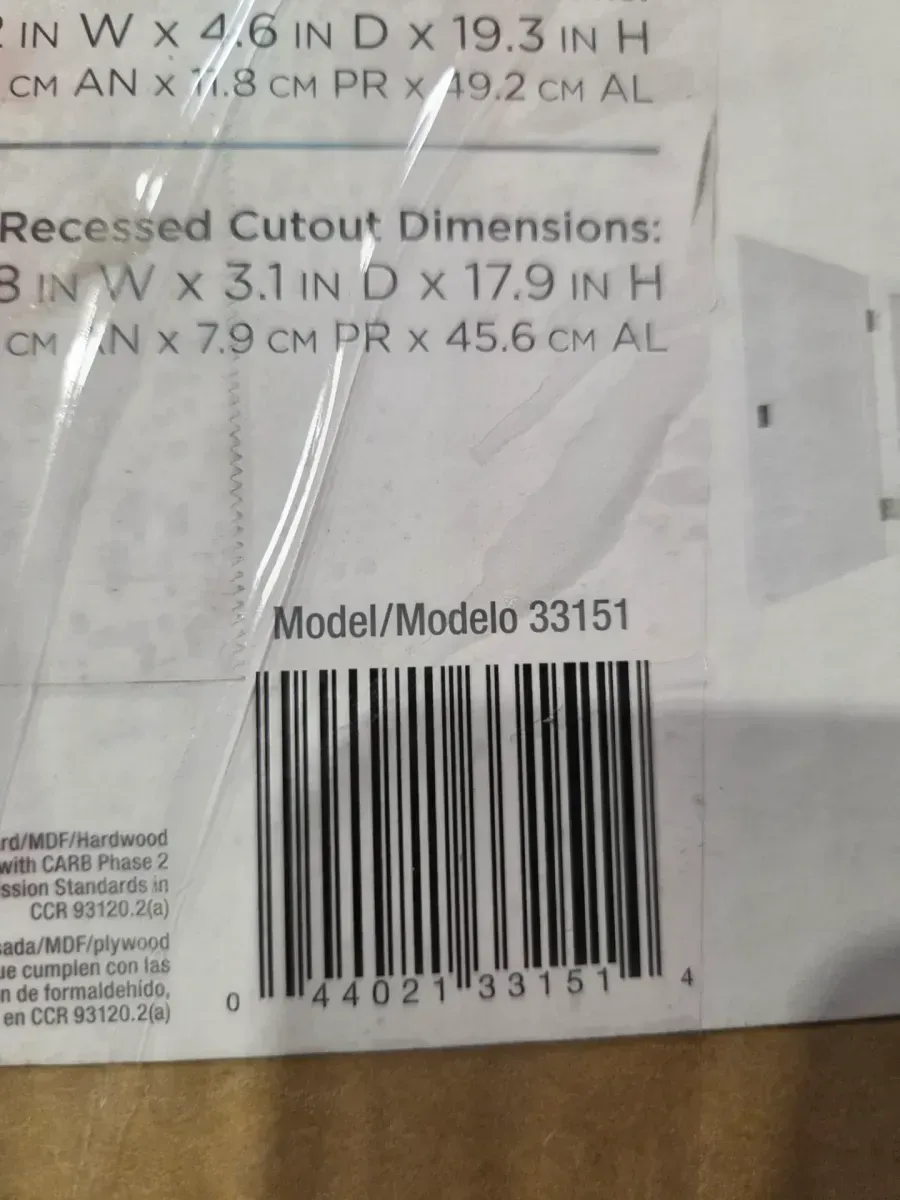 IN W x 4.6 IN D x 19.3 IN H
CM AN x 11.8 CM PR x 49.2 CM AL
Recessed Cutout Dimensions:
IN W x 3.1 IN D x 17.9 IN H
CM AN x 7.9 CM PR x 45.6 CM AL
Model/Modelo 33151
rd/MDF/Hardwood
with CARB Phase 2
ssion Standards in
CCR 93120.2(a)
ada/MDF/plywood
ue cumplen con las
n de formaldehído,
en CCR 93120.2(a)
0 44021 33151 4